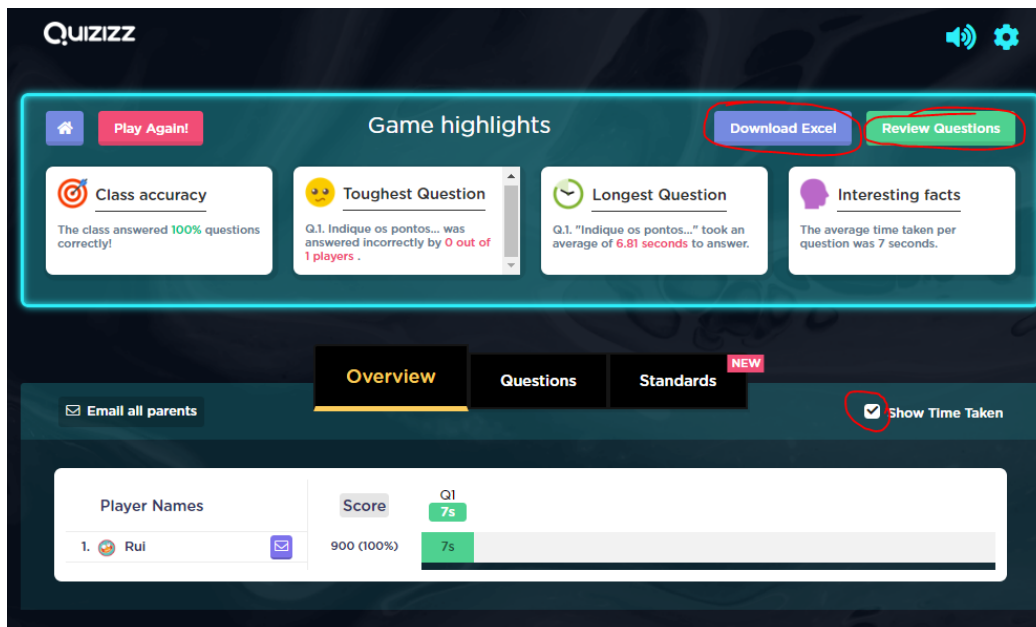 Quizizz
Play Again!
Game highlights
Download Excel
Review Questions
Class accuracy
The class answered 100% questions
correctly!
Toughest Question
Q.1. Indique os pontos... was
answered incorrectly by 0 out of
1 players .
Longest Question
Q.1. "Indique os pontos..." took an
average of 6.81 seconds to answer.
Interesting facts
The average time taken per
question was 7 seconds.
Overview
Questions
Standards
NEW
Email all parents
Show Time Taken
Player Names
Score
Q1
7s
1. Rui
900 (100%)
7s